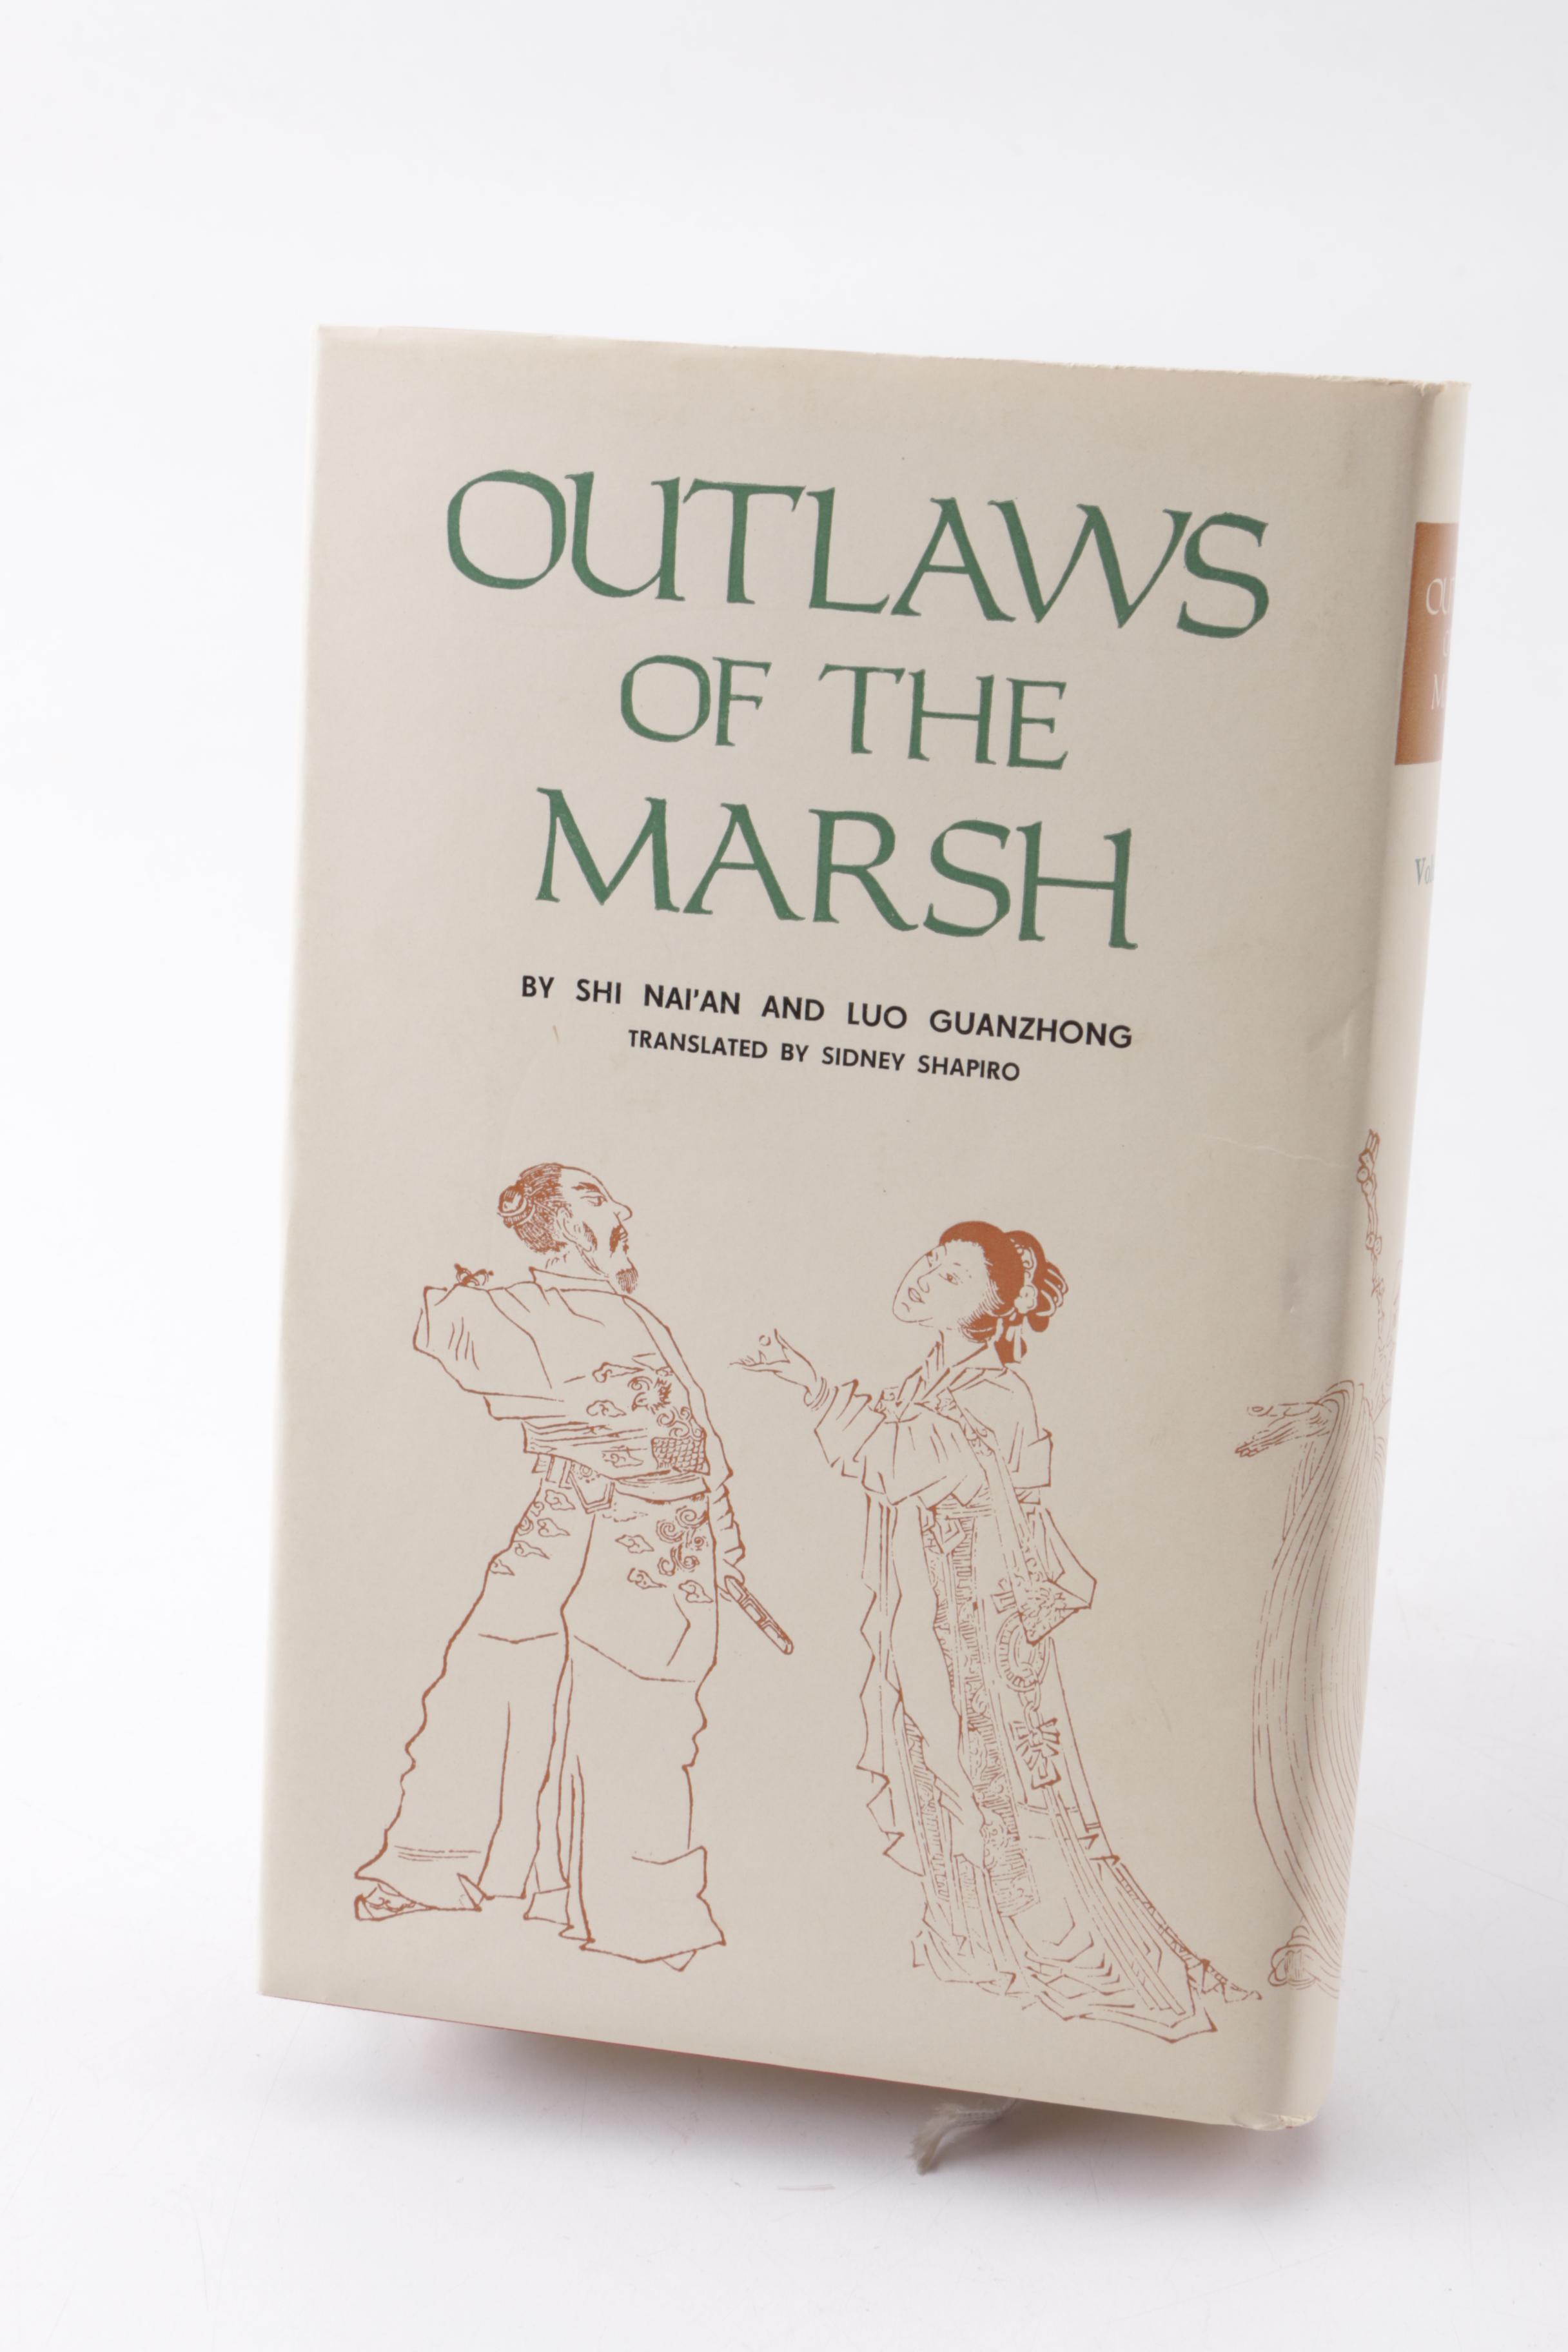 OUTLAWS
OF THE
MARSH
BY SHI NAI'AN AND LUO GUANZHONG
TRANSLATED BY SIDNEY SHAPIRO